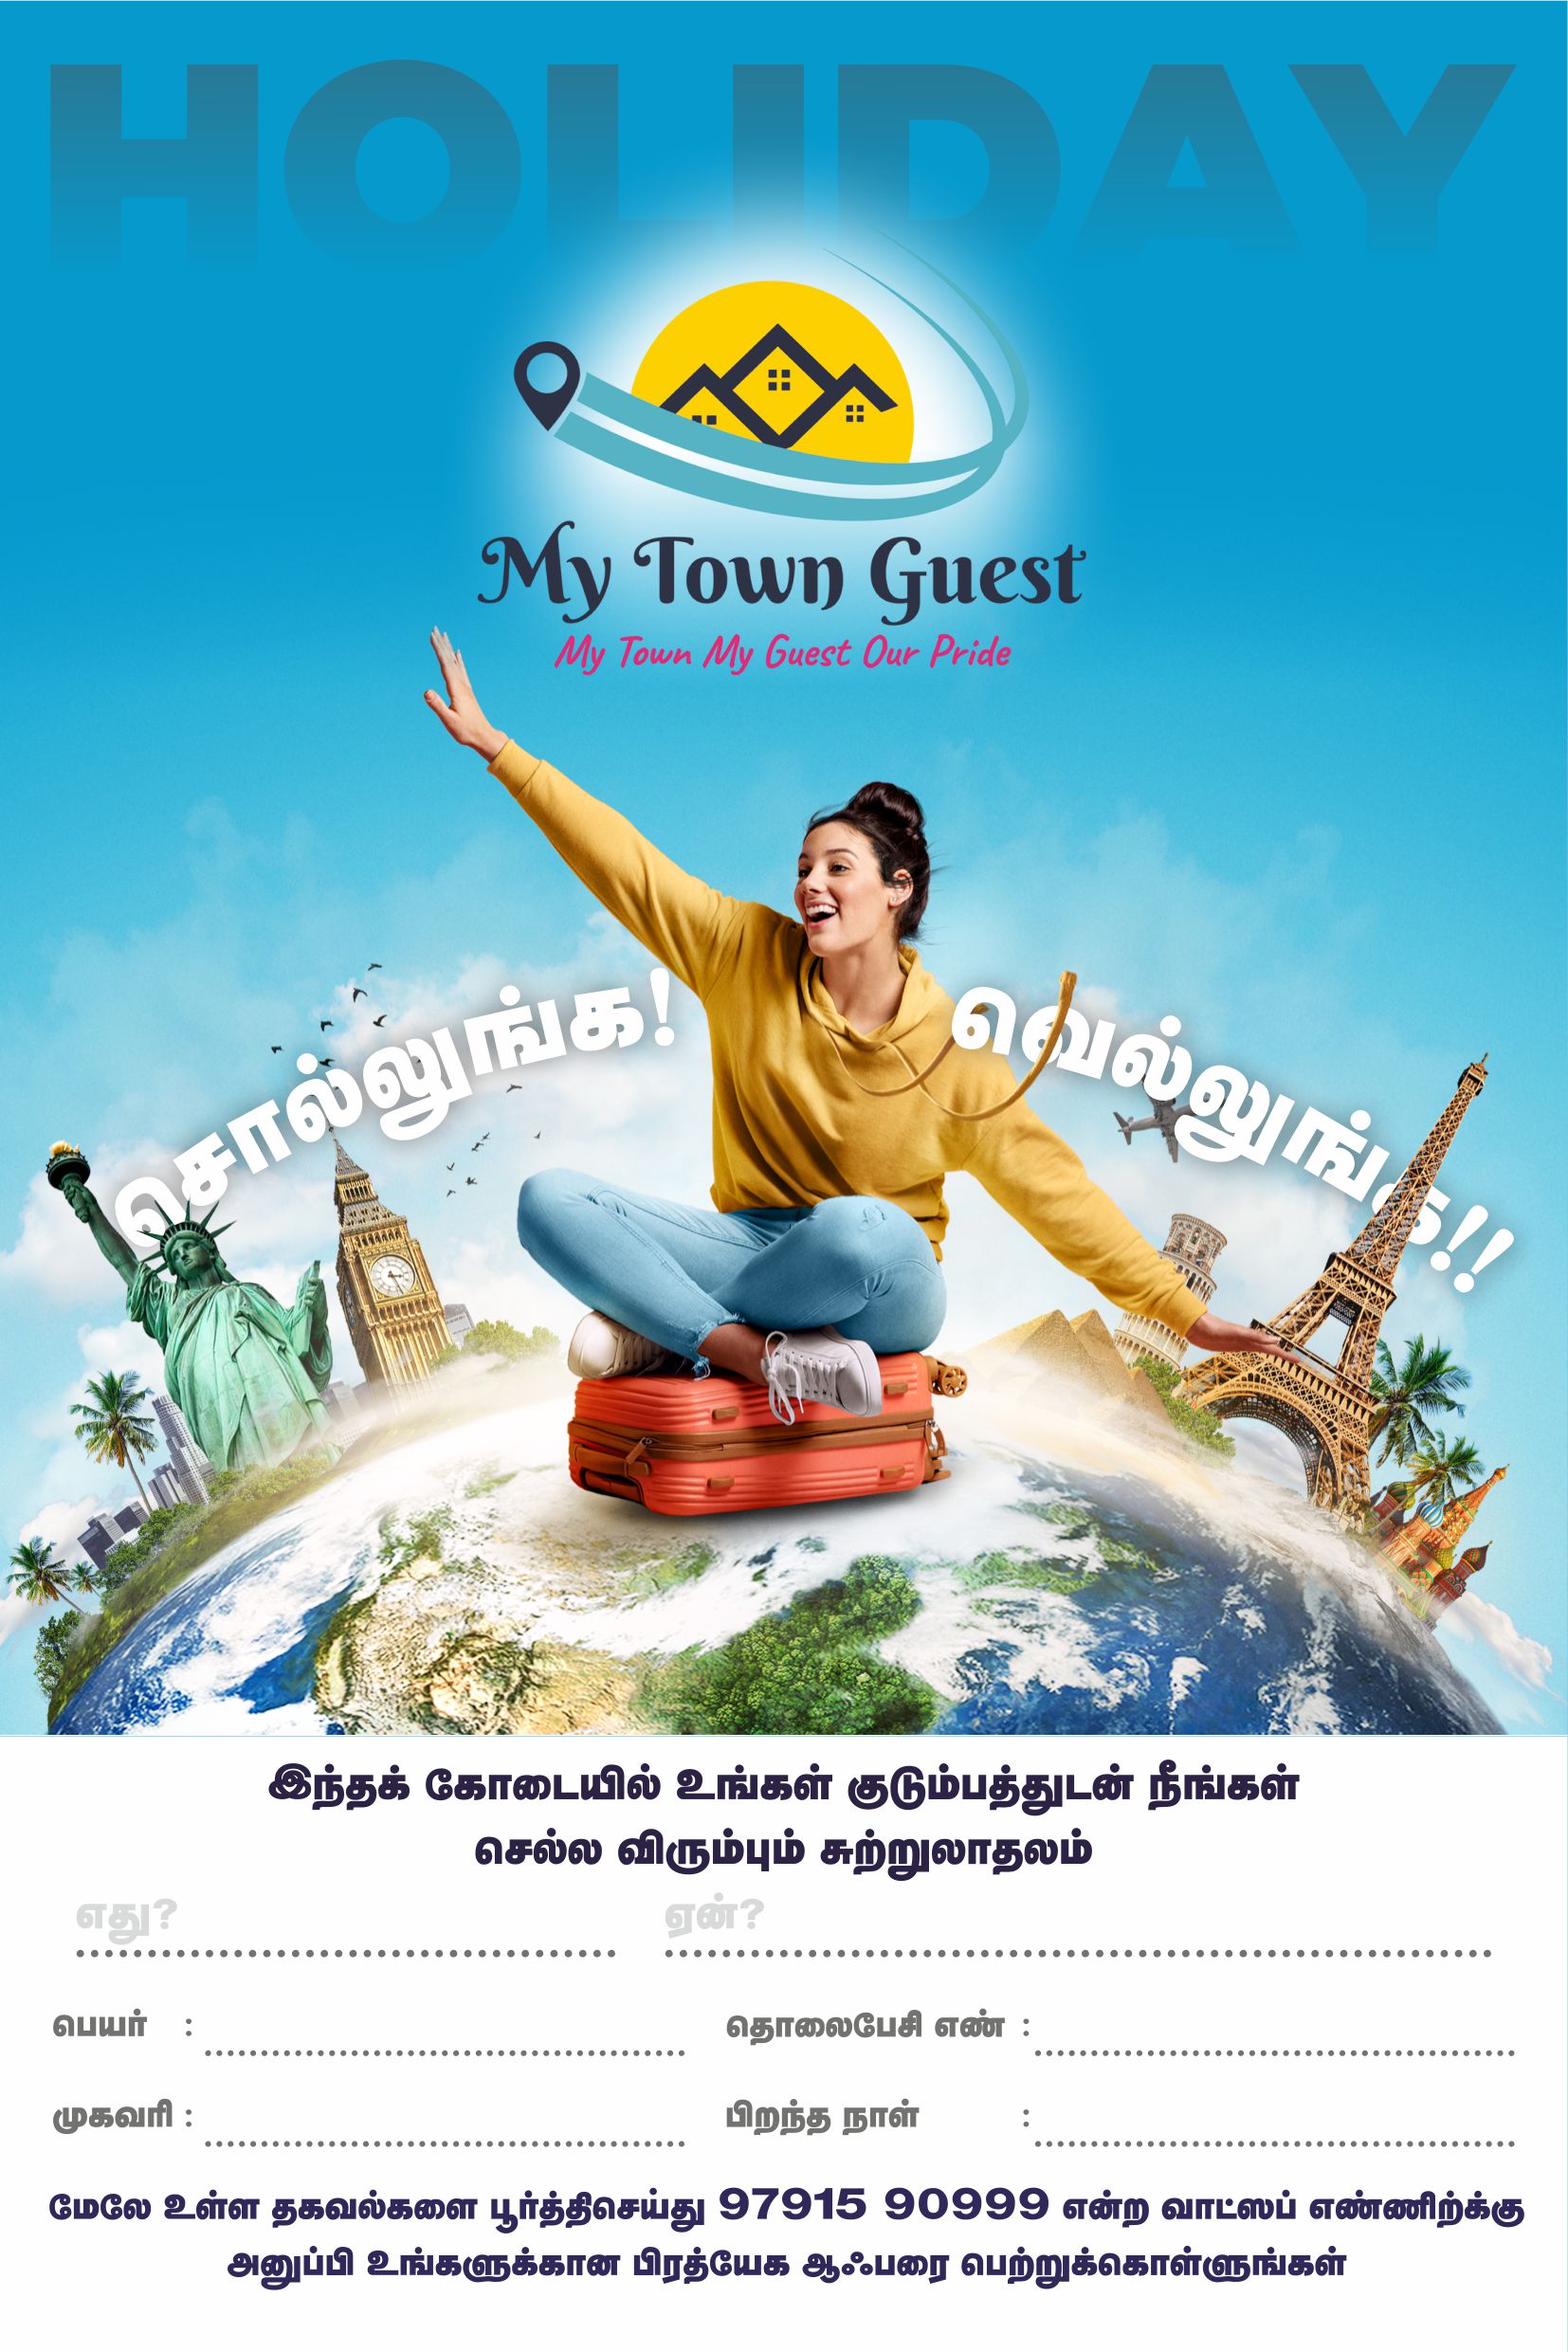 HOLIDAY
My Town Guest
My Town My Guest Our Pride
சொல்லுங்க!
வெல்லுங்க!!
இந்தக் கோடையில் உங்கள் குடும்பத்துடன் நீங்கள்
செல்ல விரும்பும் சுற்றுலாதலம்
எது? ஏன்?
பெயர் : தொலைபேசி எண் :
முகவரி : பிறந்த நாள் :
மேலே உள்ள தகவல்களை பூர்த்திசெய்து 97915 90999 என்ற வாட்ஸப் எண்ணிற்க்கு
அனுப்பி உங்களுக்கான பிரத்யேக ஆஃபரை பெற்றுக்கொள்ளுங்கள்